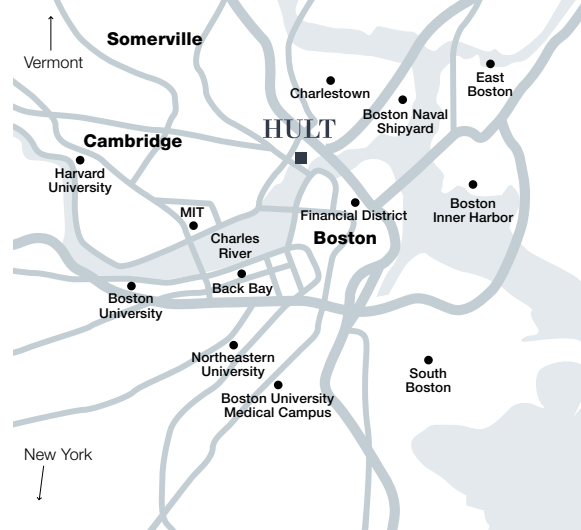 Somerville
Vermont
East
Boston
Charlestown
Boston Naval
Shipyard
HULT
Cambridge
Harvard
University
Boston
Inner Harbor
MIT
Financial District
Charles
River
Boston
Back Bay
Boston
University
Northeastern
University
South
Boston
Boston University
Medical Campus
New York